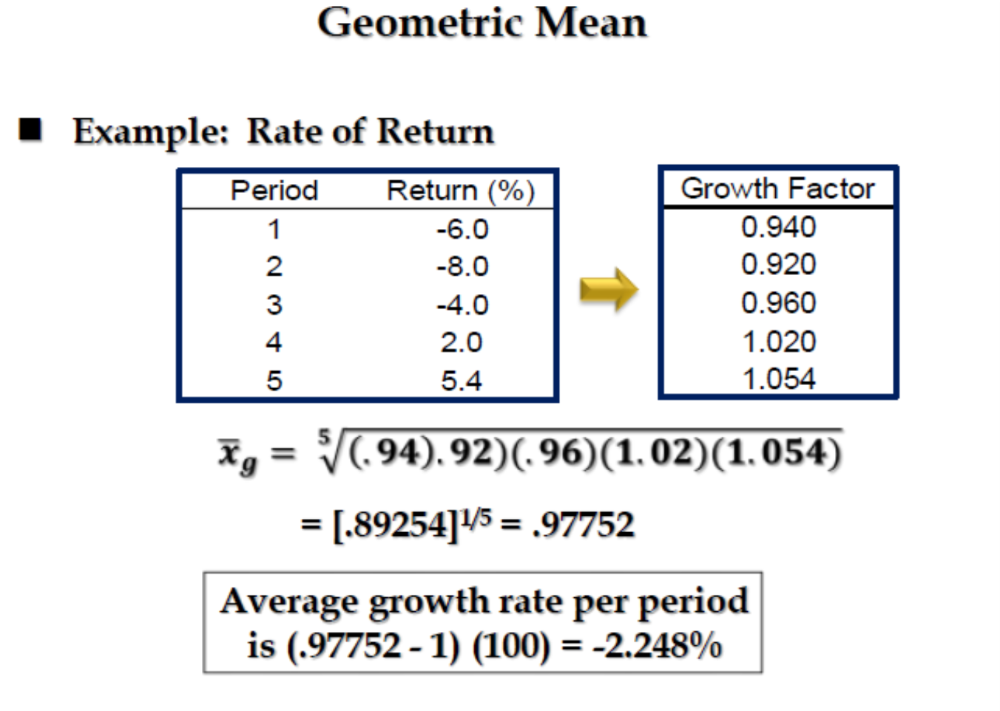 Geometric Mean
■ Example: Rate of Return
Period Return (%)
1 -6.0
2 -8.0
3 -4.0
4 2.0
5 5.4
Growth Factor
0.940
0.920
0.960
1.020
1.054
x̅g = ⁵√(.94).92)(.96)(1.02)(1.054)
= [.89254]¹/⁵ = .97752
Average growth rate per period
is (.97752 - 1) (100) = -2.248%